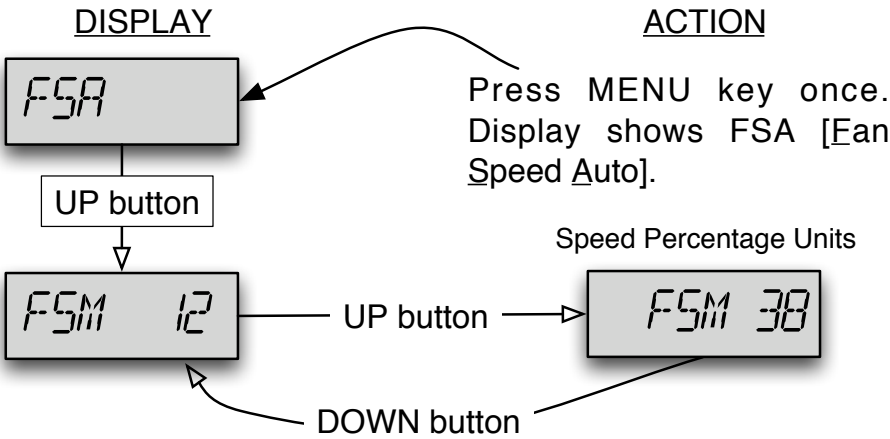 DISPLAY
ACTION
FSA
Press MENU key once.
Display shows FSA [Fan
Speed Auto].
UP button
Speed Percentage Units
FSM 12
UP button
FSM 38
DOWN button